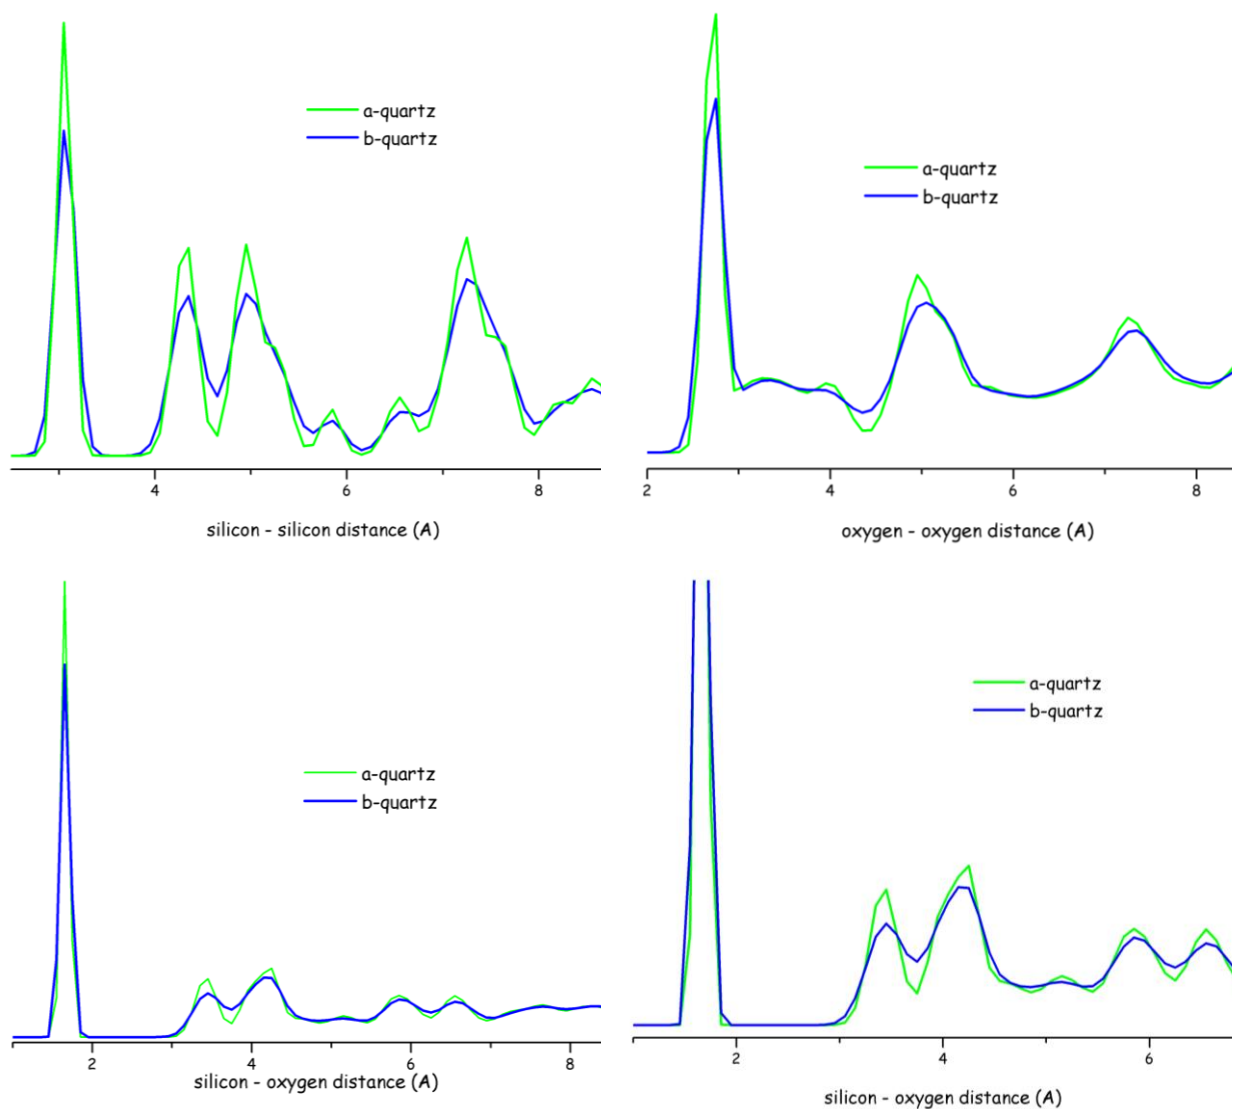 a-quartz
b-quartz
4 6 8
silicon - silicon distance (A)
a-quartz
b-quartz
2 4 6 8
oxygen - oxygen distance (A)
a-quartz
b-quartz
2 4 6 8
silicon - oxygen distance (A)
a-quartz
b-quartz
2 4 6
silicon - oxygen distance (A)